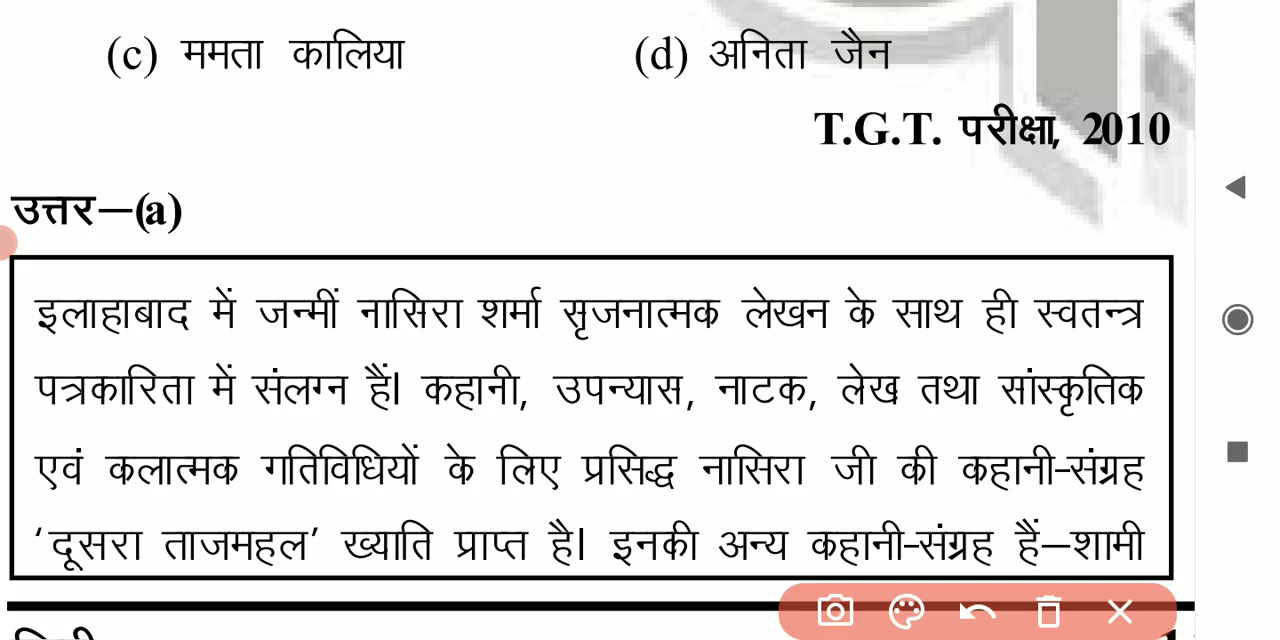 (c) ममता कालिया (d) अनिता जैन
T.G.T. परीक्षा, 2010
उत्तर–(a)
इलाहाबाद में जन्मीं नासिरा शर्मा सृजनात्मक लेखन के साथ ही स्वतन्त्र
पत्रकारिता में संलग्न हैं। कहानी, उपन्यास, नाटक, लेख तथा सांस्कृतिक
एवं कलात्मक गतिविधियों के लिए प्रसिद्ध नासिरा जी की कहानी-संग्रह
‘दूसरा ताजमहल’ ख्याति प्राप्त है। इनकी अन्य कहानी-संग्रह हैं–शामी